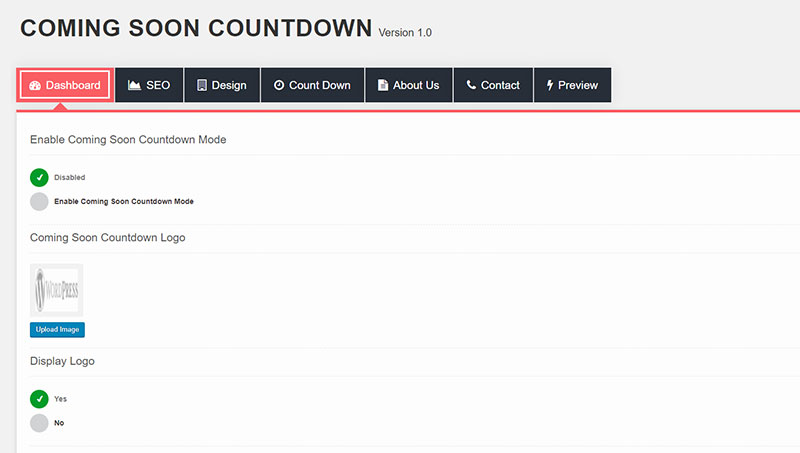 COMING SOON COUNTDOWN Version 1.0
Dashboard SEO Design Count Down About Us Contact Preview
Enable Coming Soon Countdown Mode
Disabled
Enable Coming Soon Countdown Mode
Coming Soon Countdown Logo
WORDPRESS
Upload Image
Display Logo
Yes
No